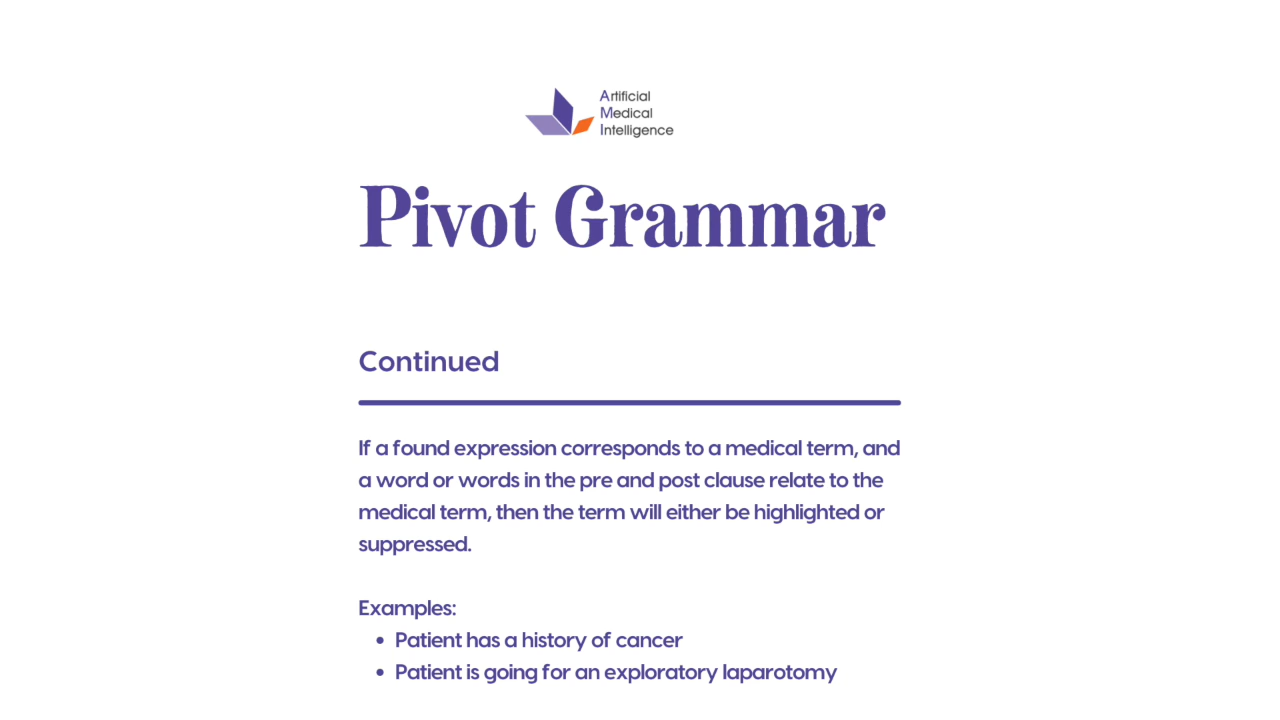 Artificial
Medical
Intelligence
Pivot Grammar
Continued
If a found expression corresponds to a medical term, and
a word or words in the pre and post clause relate to the
medical term, then the term will either be highlighted or
suppressed.
Examples:
• Patient has a history of cancer
• Patient is going for an exploratory laparotomy